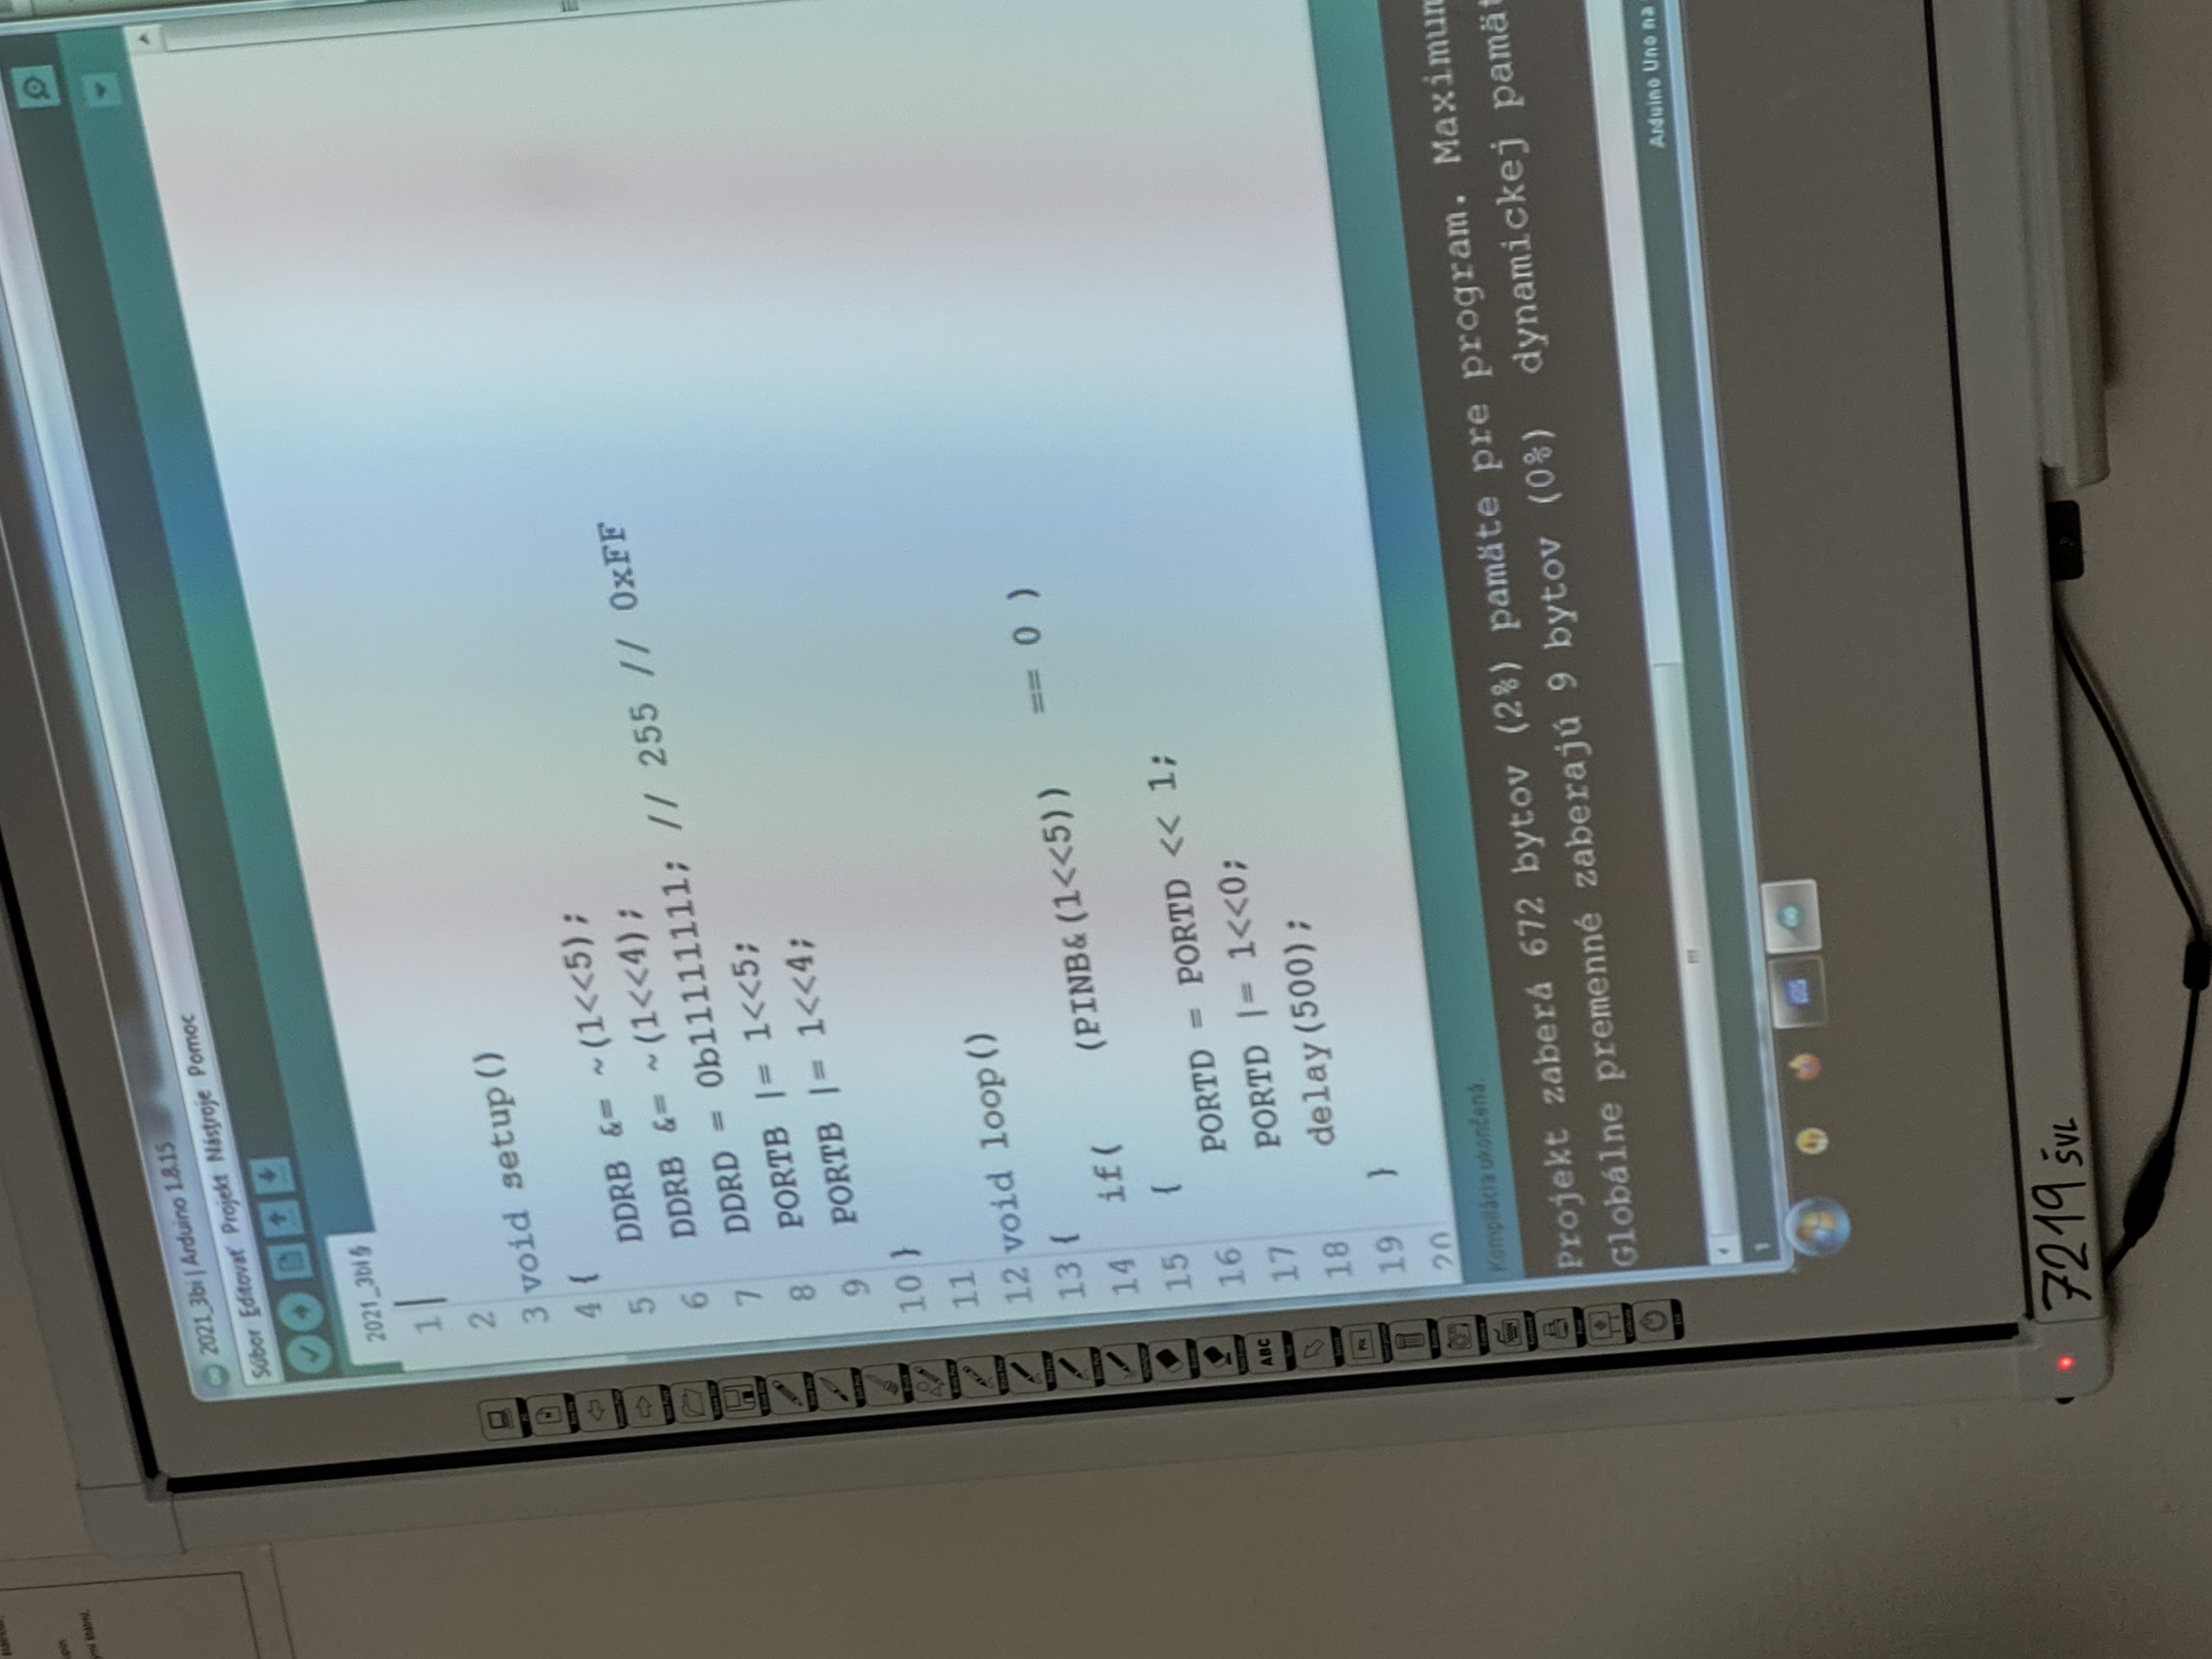 2021_3bi | Arduino 1.8.15
Súbor Editovať Projekt Nástroje Pomoc
2021_3bi §
1
2
3 void setup()
4 {
5 DDRB &= ~(1<<5);
6 DDRB &= ~(1<<4);
7 DDRD = 0b11111111; // 255 // 0xFF
8 PORTB |= 1<<5;
9 PORTB |= 1<<4;
10 }
11
12 void loop()
13 {
14 if( (PINB&(1<<5)) == 0 )
15 {
16 PORTD = PORTD << 1;
17 PORTD |= 1<<0;
18 delay(500);
19 }
20
Kompilácia ukončená.
Projekt zaberá 672 bytov (2%) pamäte pre program. Maximum
Globálne premenné zaberajú 9 bytov (0%) dynamickej pamät
Arduino Uno na
1
ABC
7219 ŠVL